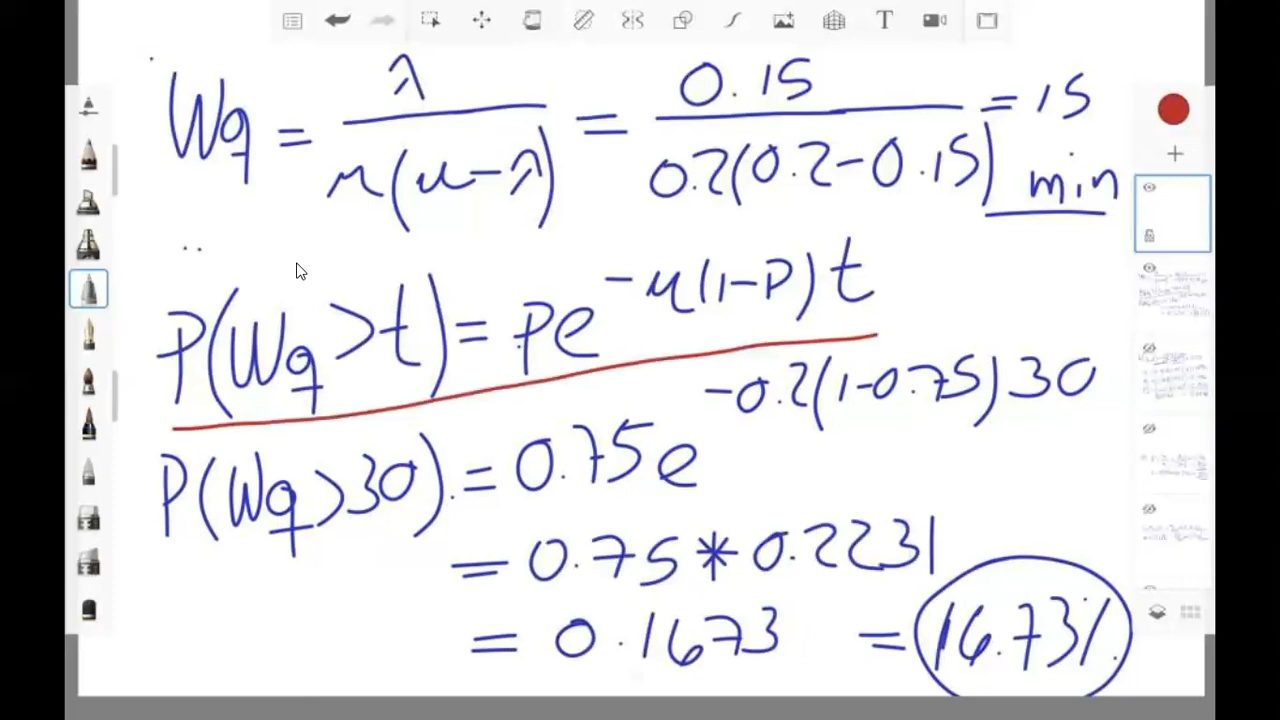 Wq = λ / μ(μ-λ) = 0.15 / 0.2(0.2-0.15) = 15 min
P(Wq>t) = ρe^-μ(1-ρ)t
P(Wq>30) = 0.75e^-0.2(1-0.75)30
= 0.75*0.2231
= 0.1673 = 16.73%
T